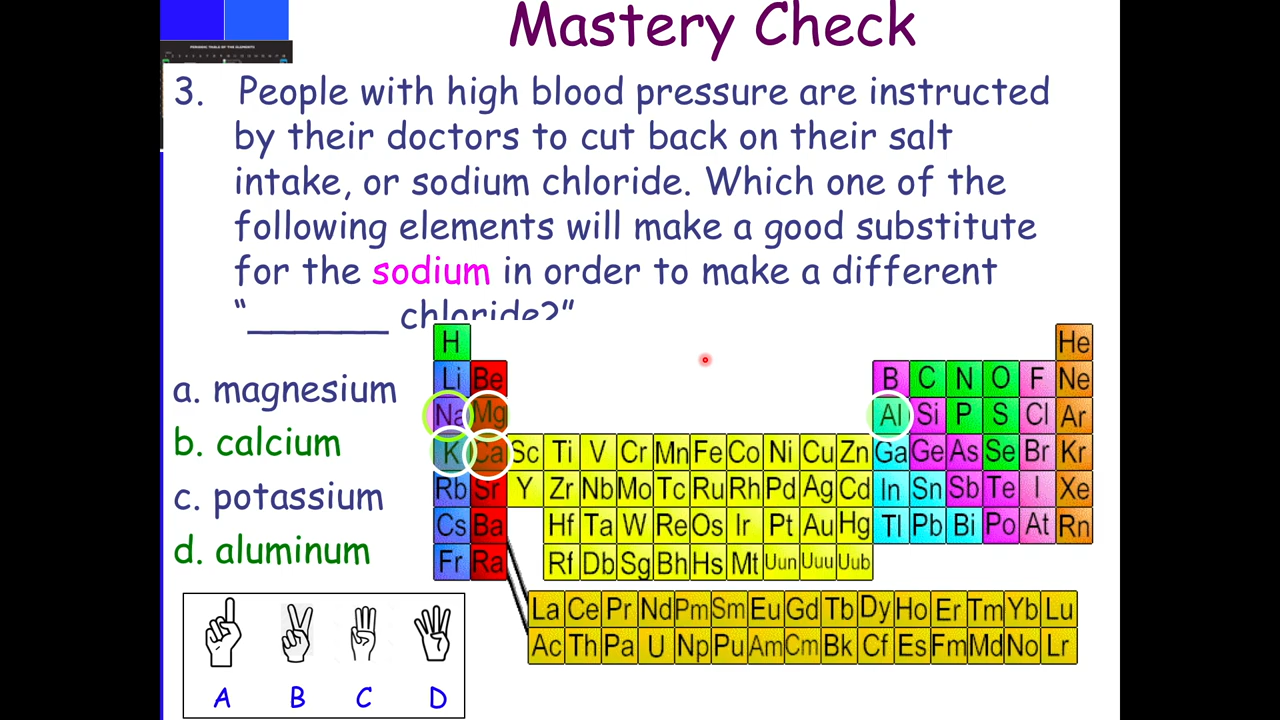 Mastery Check
PERIODIC TABLE OF THE ELEMENTS
3. People with high blood pressure are instructed
by their doctors to cut back on their salt
intake, or sodium chloride. Which one of the
following elements will make a good substitute
for the sodium in order to make a different
“______ chloride?”
a. magnesium
b. calcium
c. potassium
d. aluminum
H He
Li Be B C N O F Ne
Na Mg Al Si P S Cl Ar
K Ca Sc Ti V Cr Mn Fe Co Ni Cu Zn Ga Ge As Se Br Kr
Rb Sr Y Zr Nb Mo Tc Ru Rh Pd Ag Cd In Sn Sb Te I Xe
Cs Ba Hf Ta W Re Os Ir Pt Au Hg Tl Pb Bi Po At Rn
Fr Ra Rf Db Sg Bh Hs Mt Uun Uuu Uub
La Ce Pr Nd Pm Sm Eu Gd Tb Dy Ho Er Tm Yb Lu
Ac Th Pa U Np Pu Am Cm Bk Cf Es Fm Md No Lr
A B C D